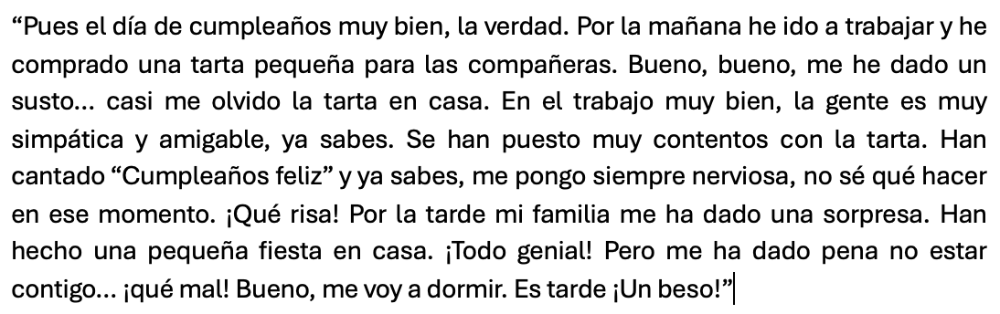 “Pues el día de cumpleaños muy bien, la verdad. Por la mañana he ido a trabajar y he
comprado una tarta pequeña para las compañeras. Bueno, bueno, me he dado un
susto... casi me olvido la tarta en casa. En el trabajo muy bien, la gente es muy
simpática y amigable, ya sabes. Se han puesto muy contentos con la tarta. Han
cantado “Cumpleaños feliz” y ya sabes, me pongo siempre nerviosa, no sé qué hacer
en ese momento. ¡Qué risa! Por la tarde mi familia me ha dado una sorpresa. Han
hecho una pequeña fiesta en casa. ¡Todo genial! Pero me ha dado pena no estar
contigo... ¡qué mal! Bueno, me voy a dormir. Es tarde ¡Un beso!”